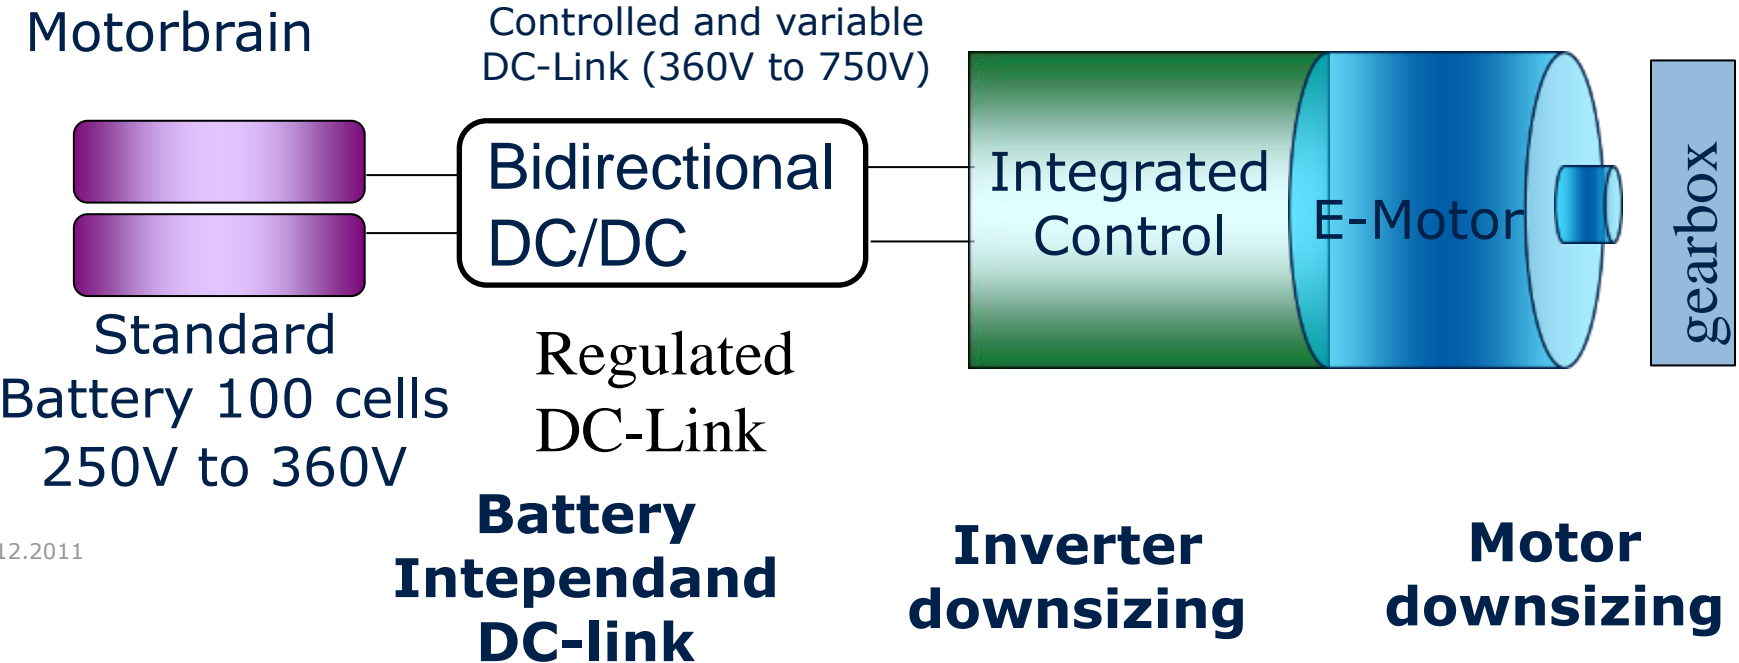 Motorbrain
Controlled and variable
DC-Link (360V to 750V)
Bidirectional
DC/DC
Integrated
Control
E-Motor
gearbox
Standard
Battery 100 cells
250V to 360V
Regulated
DC-Link
Battery
Intependand
DC-link
Inverter
downsizing
Motor
downsizing
12.2011